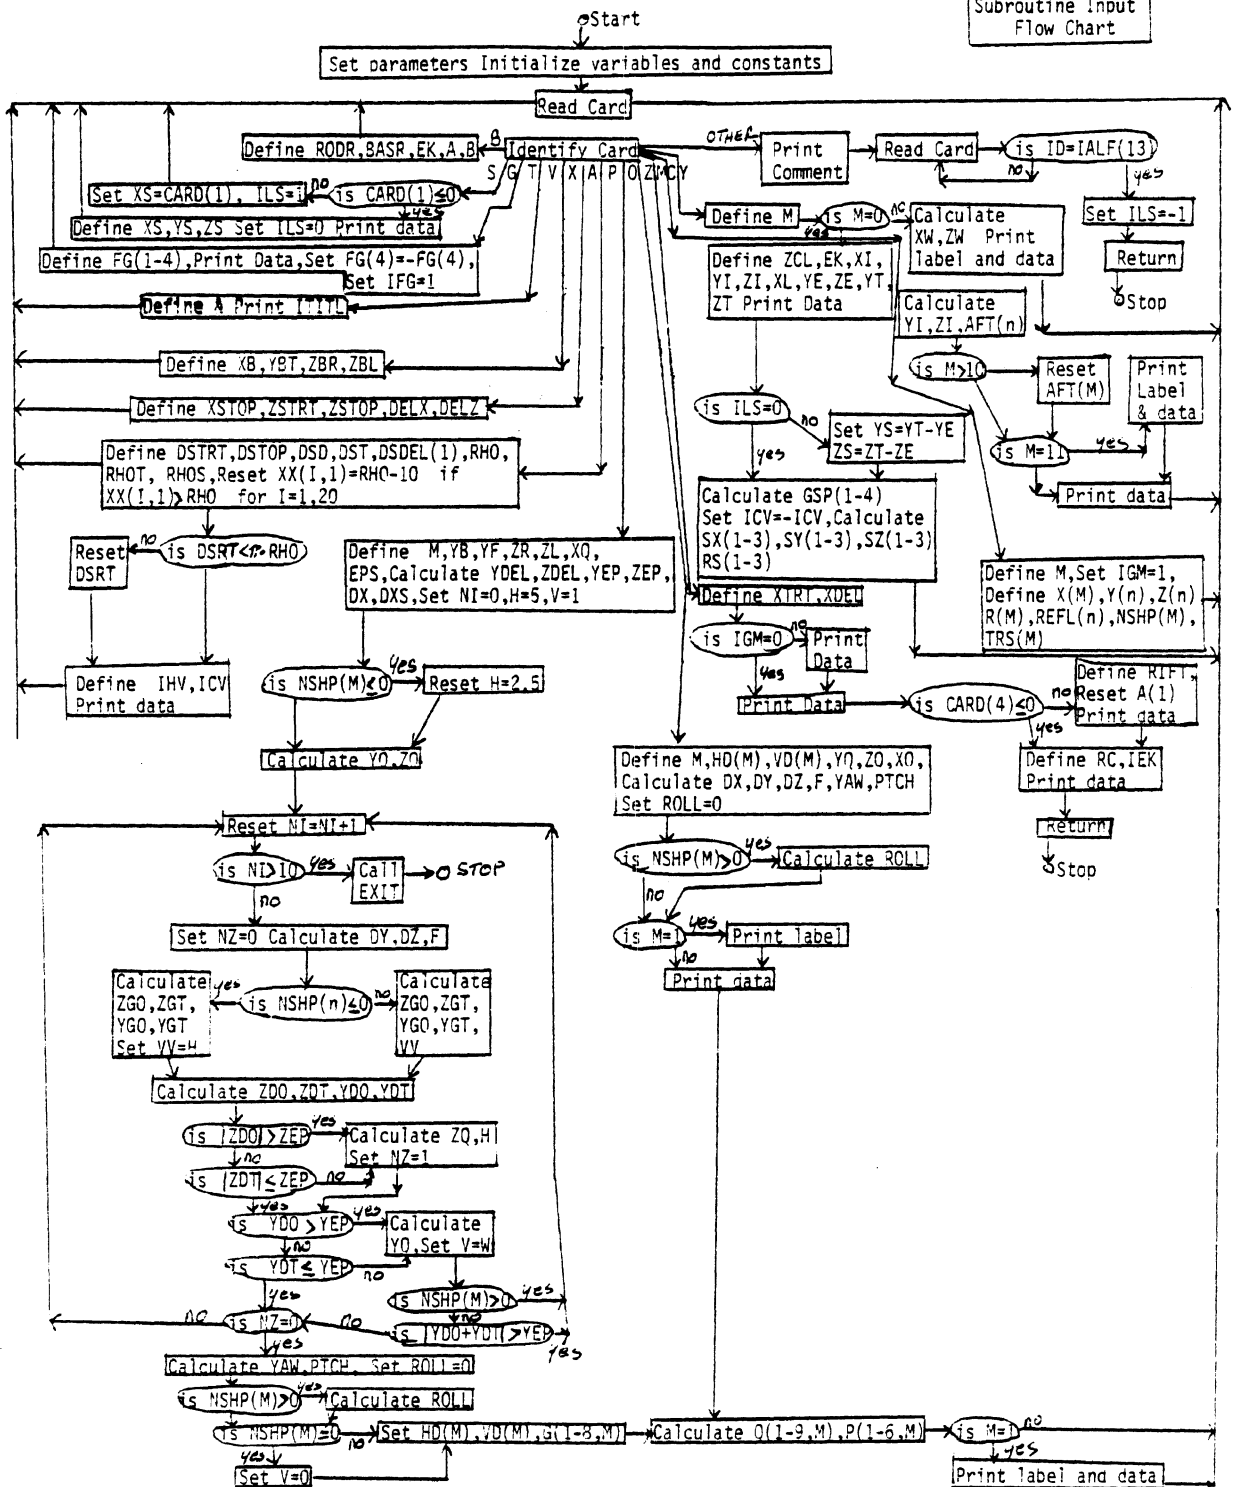 Subroutine Input
Flow Chart
Start
Set parameters Initialize variables and constants
Read Card
Define RODR,BASR,EK,A,B
B
Identify Card
OTHER
Print
Comment
Read Card
is ID=IALF(13)
no
yes
S G T V X A P O Z I M C Y
Set XS=CARD(1), ILS=1
no
is CARD(1)≤0
yes
Define XS,YS,ZS Set ILS=0 Print data
Define FG(1-4),Print Data,Set FG(4)=-FG(4),
Set IFG=1
Define A Print ITITL
Define XB,YBT,ZBR,ZBL
Define XSTOP,ZSTRT,ZSTOP,DELX,DELZ
Define DSTRT,DSTOP,DSD,DST,DSDEL(1),RHO,
RHOT, RHOS,Reset XX(I,1)=RHO-10 if
XX(I,1)>RHO for I=1,20
Reset
DSRT
no
is DSRT<π·RHO
Define IHV,ICV
Print data
Set ILS=-1
Return
Stop
Define M
is M=0
no
yes
Calculate
XW,ZW Print
label and data
Define ZCL,EK,XI,
YI,ZI,XL,YE,ZE,YT,
ZT Print Data
Calculate
YI,ZI,AFT(n)
is M>10
Reset
AFT(M)
Print
Label
& data
is M=11
yes
Print data
is ILS=0
no
yes
Set YS=YT-YE
ZS=ZT-ZE
Calculate GSP(1-4)
Set ICV=-ICV,Calculate
SX(1-3),SY(1-3),SZ(1-3)
RS(1-3)
Define M,Set IGM=1,
Define X(M),Y(n),Z(n)
R(M),REFL(n),NSHP(M),
TRS(M)
Define XTRT,XDEL
is IGM=0
no
Print
Data
yes
Print Data
is CARD(4)≤0
no
yes
Define RIFT,
Reset A(1)
Print data
Define RC,IEK
Print data
Return
Stop
Define M,YB,YF,ZR,ZL,XQ,
EPS,Calculate YDEL,ZDEL,YEP,ZEP,
DX,DXS,Set NI=0,H=5,V=1
is NSHP(M)≤0
yes
Reset H=2.5
Calculate YQ,ZQ
Reset NI=NI+1
is NI>10
yes
Call
EXIT
STOP
no
Set NZ=0 Calculate DY,DZ,F
Calculate
ZGO,ZGT,
YGO,YGT
Set VV=H
yes
is NSHP(n)≤0
no
Calculate
ZGO,ZGT,
YGO,YGT,
VV
Calculate ZDO,ZDT,YDO,YDT
is |ZDO|>ZEP
yes
Calculate ZQ,H
Set NZ=1
no
is |ZDT|≤ZEP
no
yes
is YDO>YEP
yes
Calculate
YQ,Set V=W
no
is YDT≤YEP
no
yes
is NSHP(M)>0
yes
no
is NZ=0
no
is |YDO+YDT|>YEP
yes
yes
Calculate YAW,PTCH, Set ROLL=0
is NSHP(M)>0
yes
Calculate ROLL
is NSHP(M)=0
no
Set HD(M),VD(M),G(1-8,M)
yes
Set V=0
Define M,HD(M),VD(M),YQ,ZQ,XQ,
Calculate DX,DY,DZ,F,YAW,PTCH
Set ROLL=0
is NSHP(M)>0
yes
Calculate ROLL
no
is M=1
yes
Print label
no
Print data
Calculate Q(1-9,M),P(1-6,M)
is M=1
no
yes
Print label and data